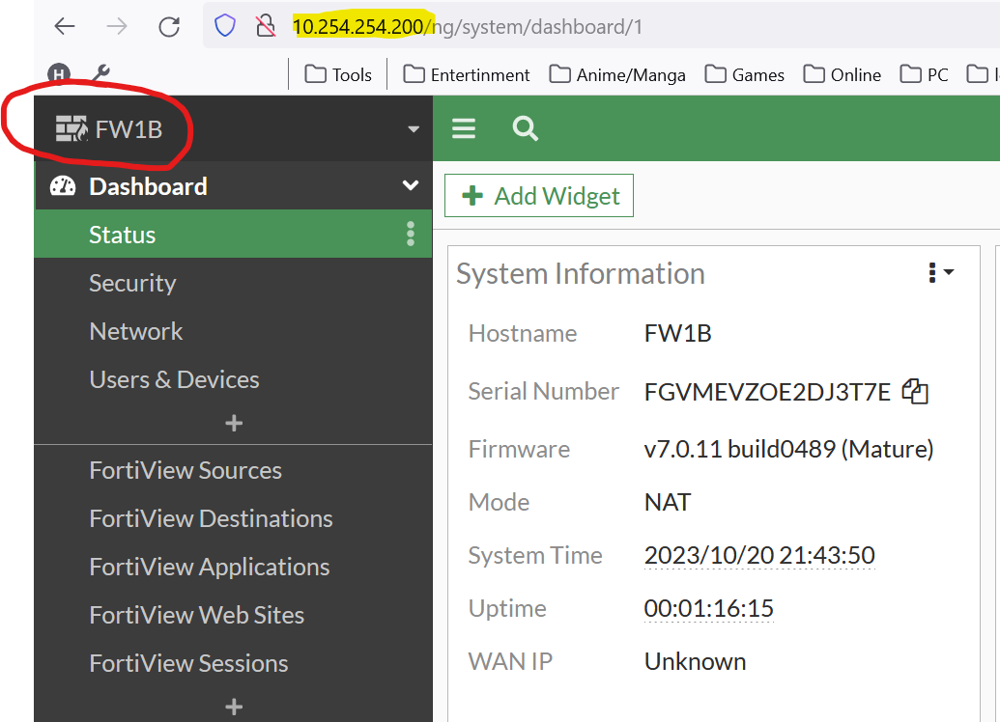 10.254.254.200/ng/system/dashboard/1
H Tools Entertinment Anime/Manga Games Online PC
FW1B
Dashboard
Status
Security
Network
Users & Devices
FortiView Sources
FortiView Destinations
FortiView Applications
FortiView Web Sites
FortiView Sessions
+ Add Widget
System Information
Hostname FW1B
Serial Number FGVMEVZOE2DJ3T7E
Firmware v7.0.11 build0489 (Mature)
Mode NAT
System Time 2023/10/20 21:43:50
Uptime 00:01:16:15
WAN IP Unknown